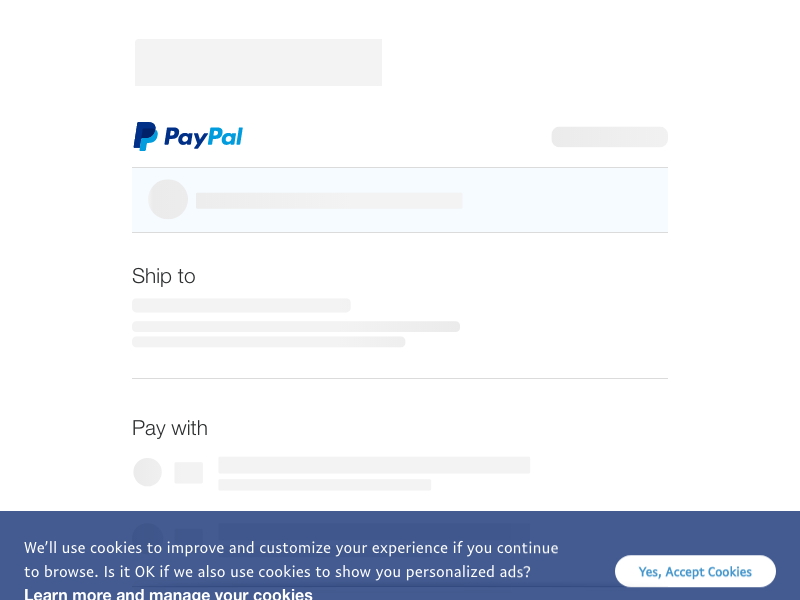 PayPal
Ship to
Pay with
We’ll use cookies to improve and customize your experience if you continue
to browse. Is it OK if we also use cookies to show you personalized ads?
Learn more and manage your cookies
Yes, Accept Cookies